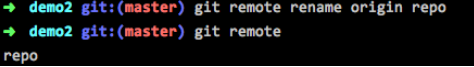 ➜ demo2 git:(master) git remote rename origin repo
➜ demo2 git:(master) git remote
repo